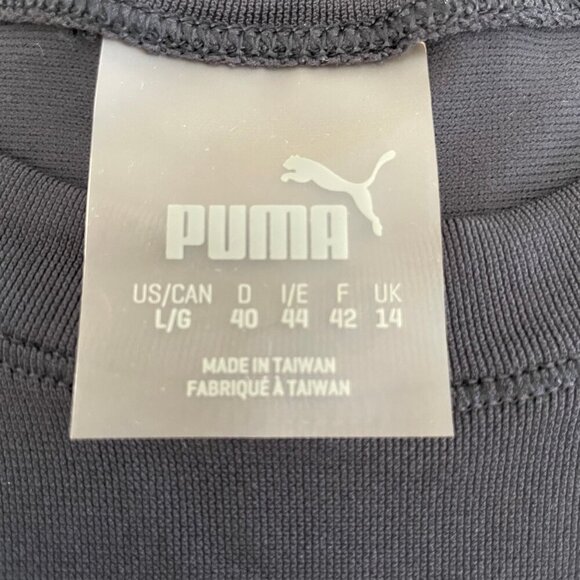 PUMA
US/CAN D I/E F UK
L/G 40 44 42 14
MADE IN TAIWAN
FABRIQUÉ À TAIWAN